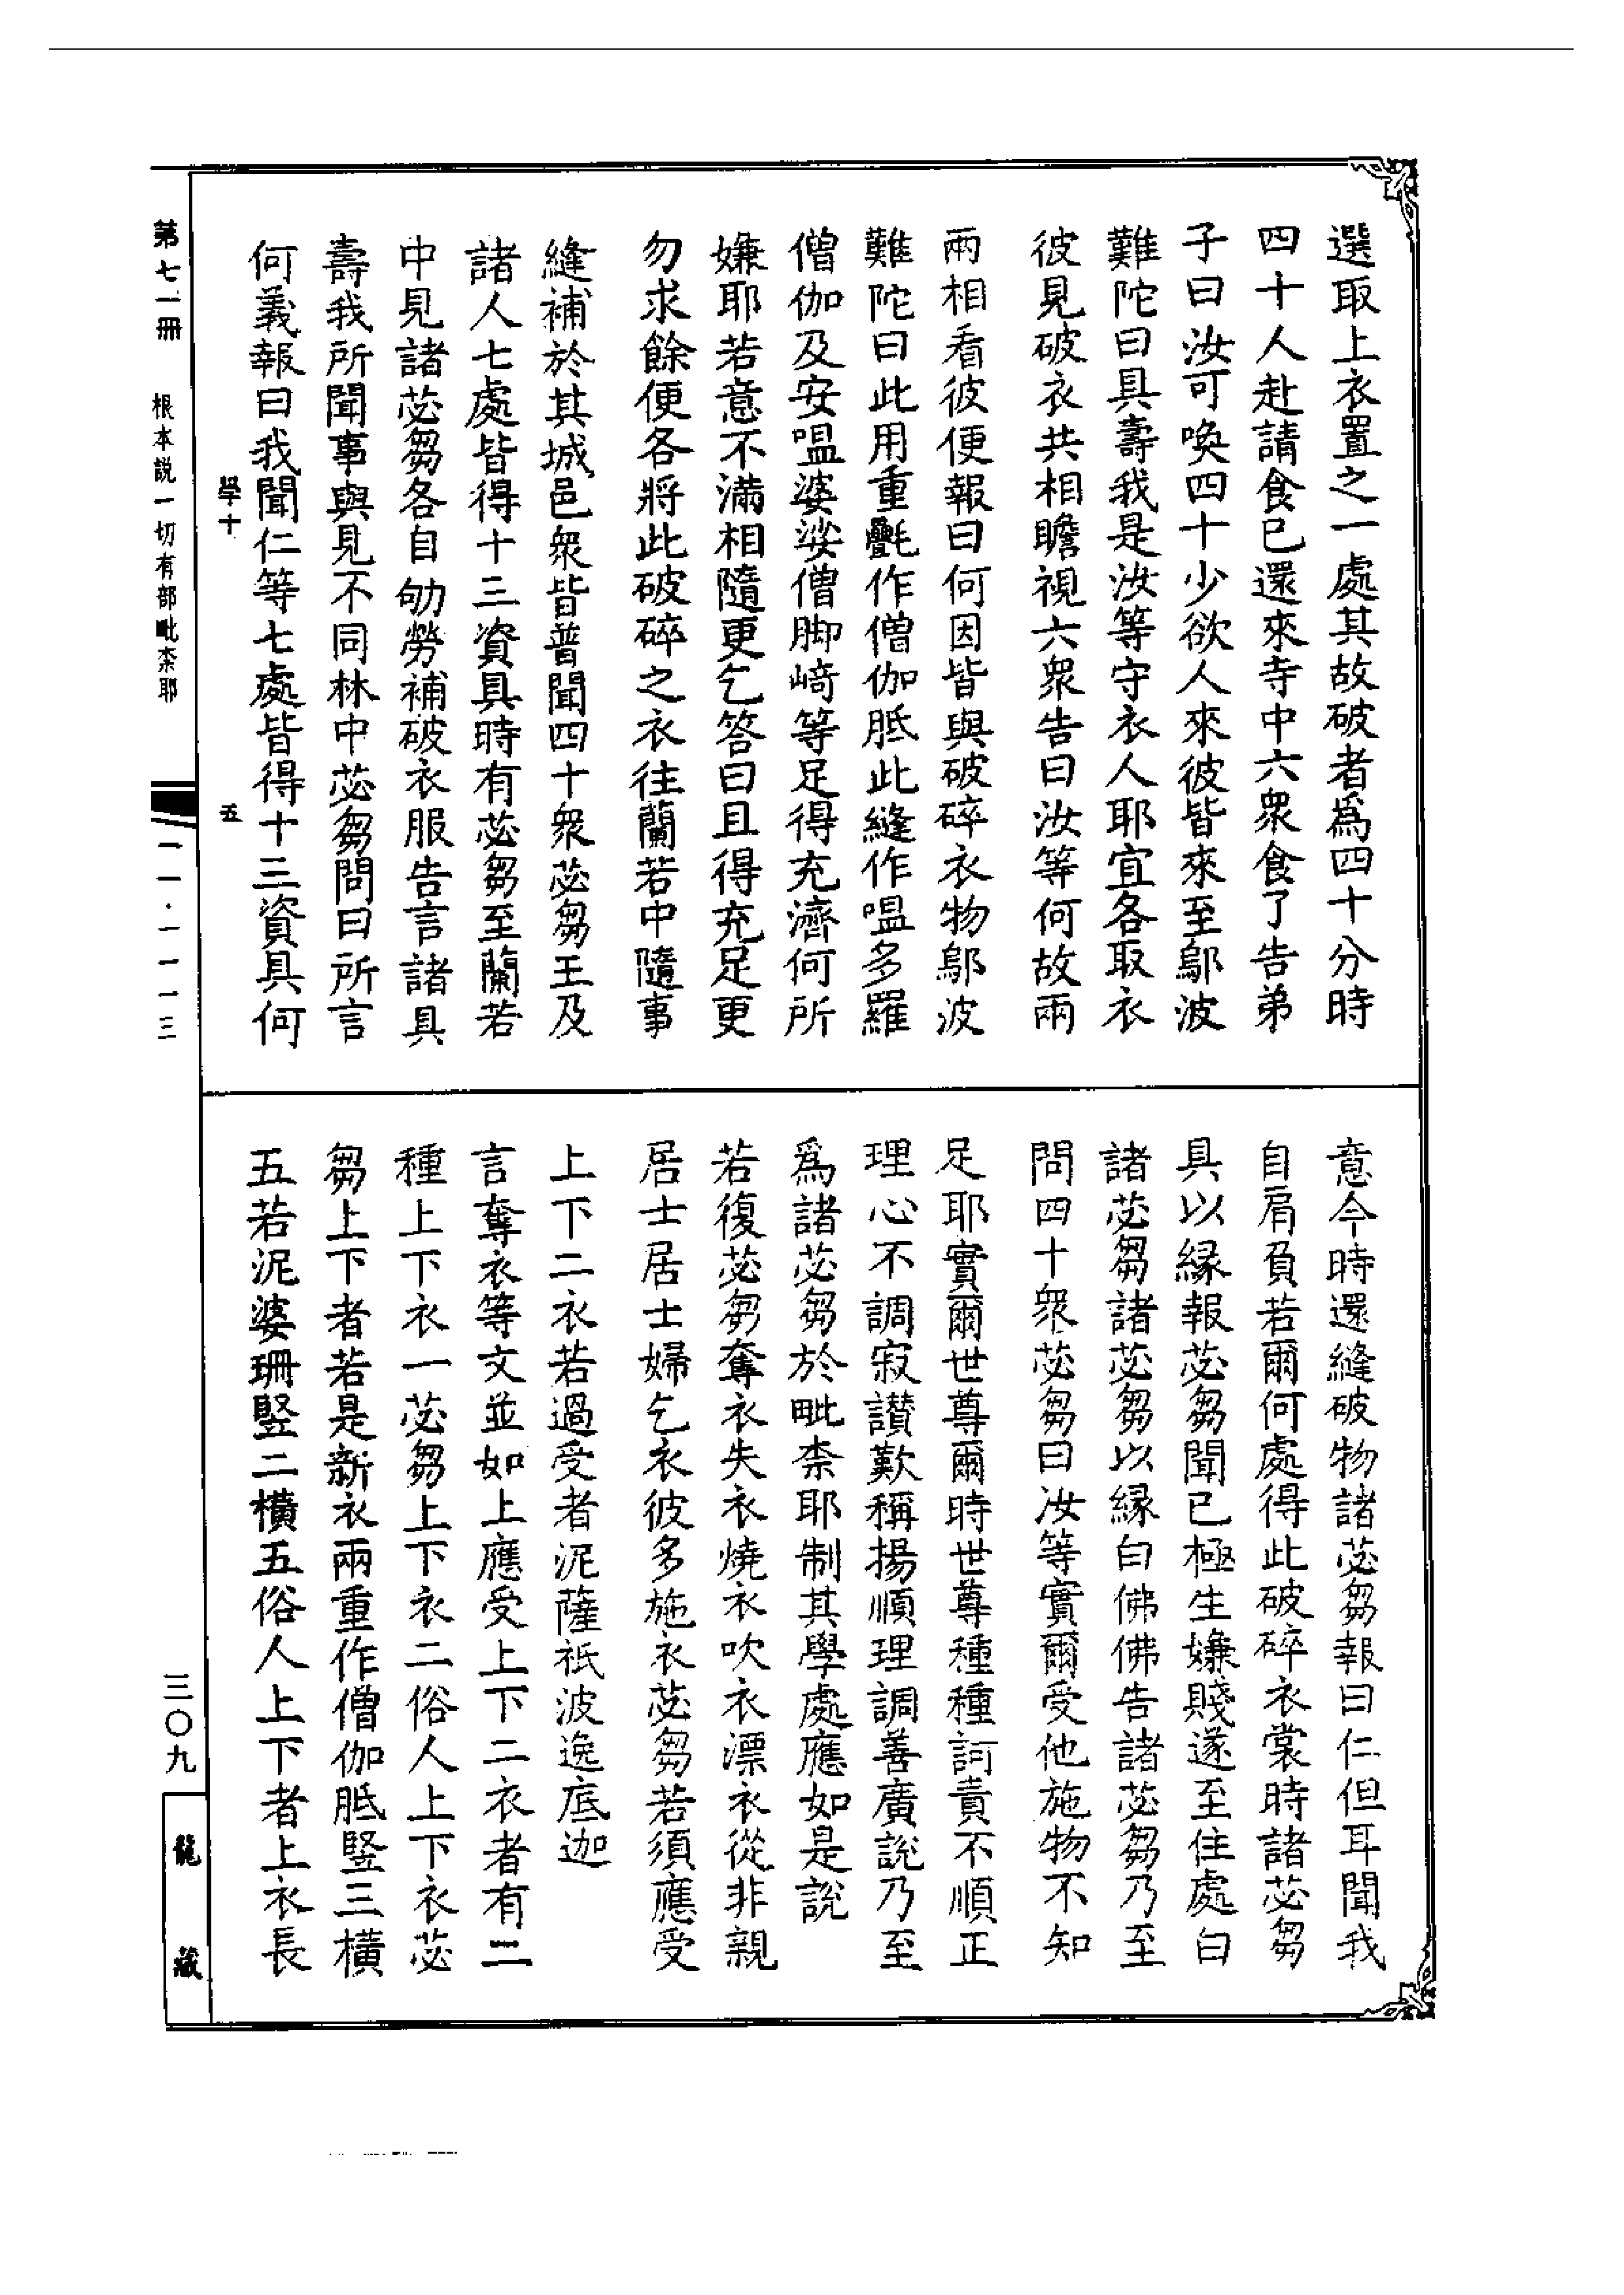 選取上衣置之一處其故破者爲四十分時
四十人赴請食已還來寺中六衆食了告弟
子曰汝可喚四十少欲人來彼皆來至鄔波
難陀曰具壽我是汝等守衣人耶宜各取衣
彼見破衣共相瞻視六衆告曰汝等何故兩
兩相看彼便報曰何因皆與破碎衣物鄔波
難陀曰此用重氎作僧伽胝此縫作嗢多羅
僧伽及安嗢婆娑僧脚崎等足得充濟何所
嫌耶若意不滿相隨更乞答曰且得充足更
勿求餘便各將此破碎之衣往蘭若中隨事
縫補於其城邑衆皆普聞四十衆苾芻王及
諸人七處皆得十三資具時有苾芻至蘭若
中見諸苾芻各自劬勞補破衣服告言諸具
壽我所聞事與見不同林中苾芻問曰所言
何義報曰我聞仁等七處皆得十三資具何
學十 五
意今時還縫破物諸苾芻報曰仁但耳聞我
自肩負若爾何處得此破碎衣裳時諸苾芻
具以緣報苾芻聞已極生嫌賤遂至住處白
諸苾芻諸苾芻以緣白佛佛告諸苾芻乃至
問四十衆苾芻曰汝等實爾受他施物不知
足耶實爾世尊爾時世尊種種訶責不順正
理心不調寂讃歎稱揚順理調善廣說乃至
爲諸苾芻於毗柰耶制其學處應如是說
若復苾芻奪衣失衣燒衣吹衣漂衣從非親
居士居士婦乞衣彼多施衣苾芻若須應受
上下二衣若過受者泥薩祇波逸底迦
言奪衣等文並如上應受上下二衣者有二
種上下衣一苾芻上下衣二俗人上下衣苾
芻上下者若是新衣兩重作僧伽胝竪三橫
五若泥婆珊竪二橫五俗人上下者上衣長
第七一冊 根本説一切有部毗柰耶
一一·一一一三
三〇九
龍藏